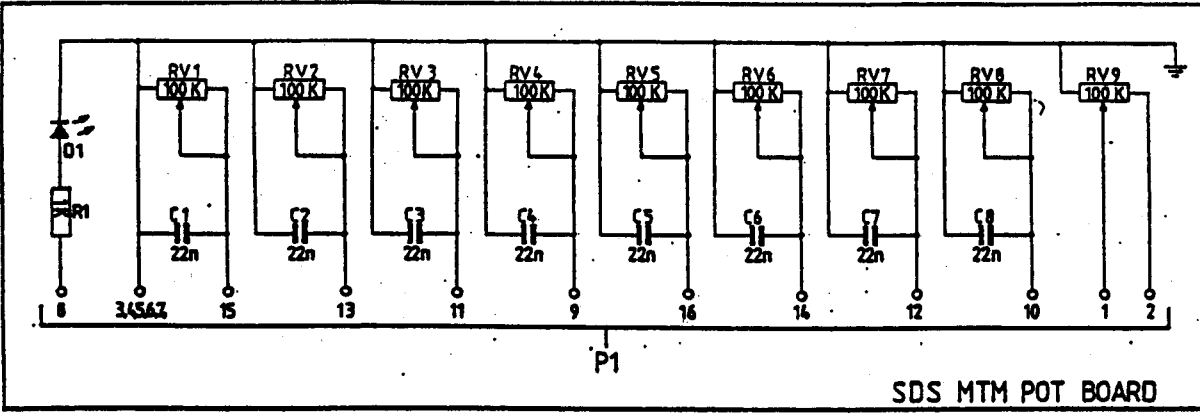 RV1 RV2 RV3 RV4 RV5 RV6 RV7 RV8 RV9
100K 100K 100K 100K 100K 100K 100K 100K 100K
D1
R1
C1 C2 C3 C4 C5 C6 C7 C8
22n 22n 22n 22n 22n 22n 22n 22n
8 3,4,5,6,7, 15 13 11 9 16 14 12 10 1 2
P1
SDS MTM POT BOARD